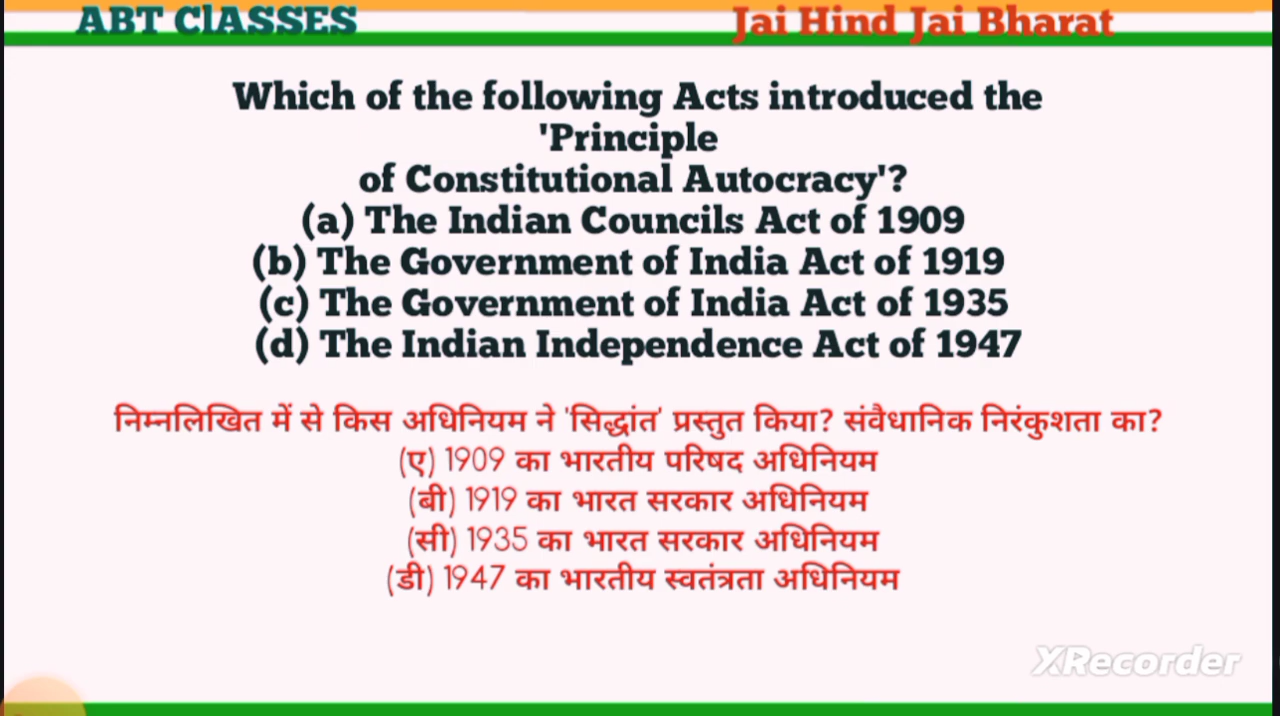 ABT ClASSES
Jai Hind Jai Bharat
Which of the following Acts introduced the
'Principle
of Constitutional Autocracy'?
(a) The Indian Councils Act of 1909
(b) The Government of India Act of 1919
(c) The Government of India Act of 1935
(d) The Indian Independence Act of 1947
निम्नलिखित में से किस अधिनियम ने 'सिद्धांत' प्रस्तुत किया? संवैधानिक निरंकुशता का?
(ए) 1909 का भारतीय परिषद अधिनियम
(बी) 1919 का भारत सरकार अधिनियम
(सी) 1935 का भारत सरकार अधिनियम
(डी) 1947 का भारतीय स्वतंत्रता अधिनियम
XRecorder